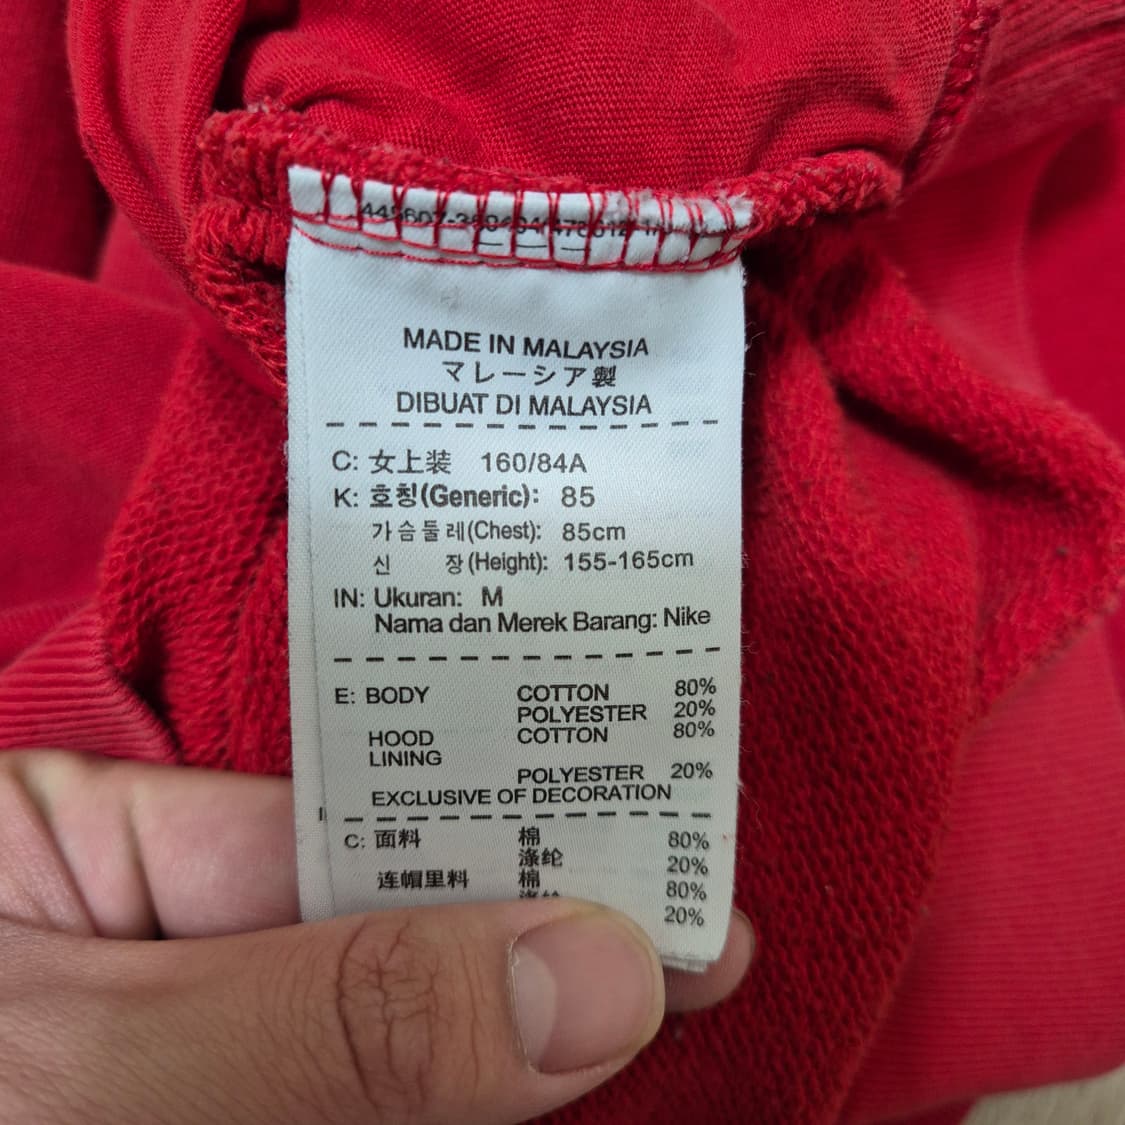 MADE IN MALAYSIA
マレーシア製
DIBUAT DI MALAYSIA
C: 女上装 160/84A
K: 호칭(Generic): 85
가슴둘레(Chest): 85cm
신 장(Height): 155-165cm
IN: Ukuran: M
Nama dan Merek Barang: Nike
E: BODY COTTON 80%
POLYESTER 20%
HOOD COTTON 80%
LINING
POLYESTER 20%
EXCLUSIVE OF DECORATION
C: 面料 棉 80%
涤纶 20%
连帽里料 棉 80%
20%